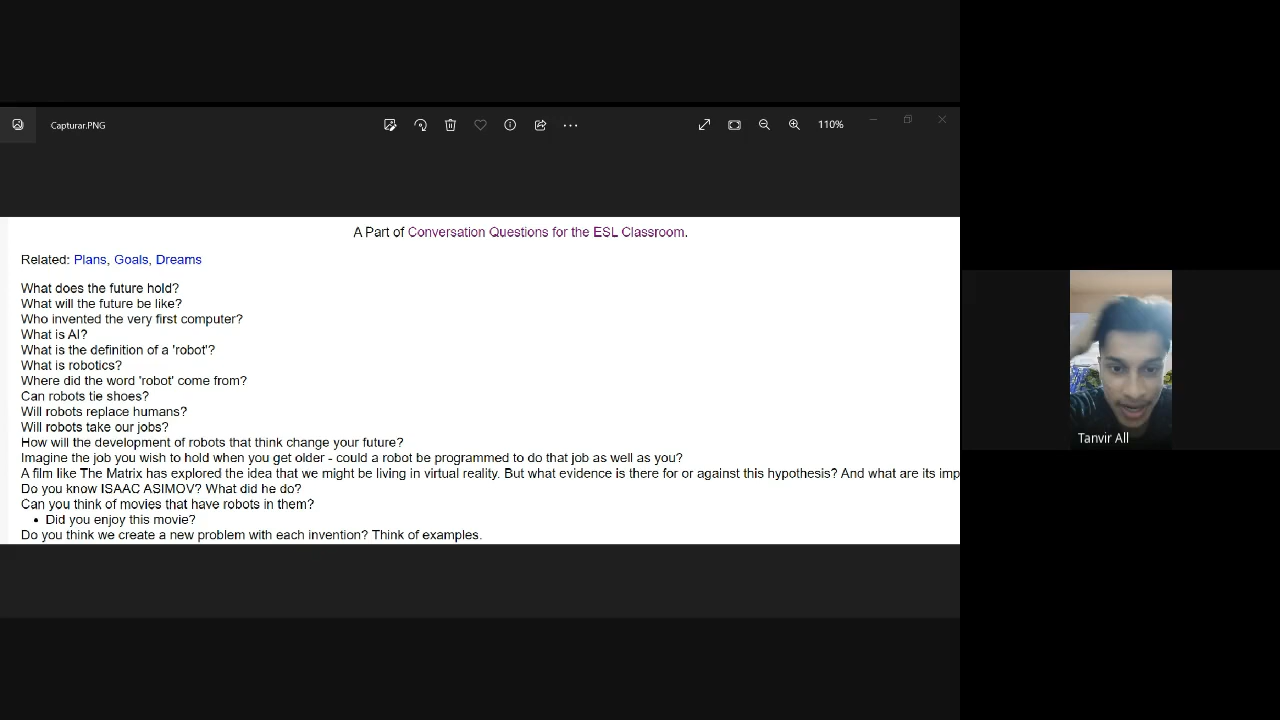 Capturar.PNG
110%
A Part of Conversation Questions for the ESL Classroom.
Related: Plans, Goals, Dreams
What does the future hold?
What will the future be like?
Who invented the very first computer?
What is AI?
What is the definition of a 'robot'?
What is robotics?
Where did the word 'robot' come from?
Can robots tie shoes?
Will robots replace humans?
Will robots take our jobs?
How will the development of robots that think change your future?
Imagine the job you wish to hold when you get older - could a robot be programmed to do that job as well as you?
A film like The Matrix has explored the idea that we might be living in virtual reality. But what evidence is there for or against this hypothesis? And what are its imp
Do you know ISAAC ASIMOV? What did he do?
Can you think of movies that have robots in them?
• Did you enjoy this movie?
Do you think we create a new problem with each invention? Think of examples.
Tanvir All